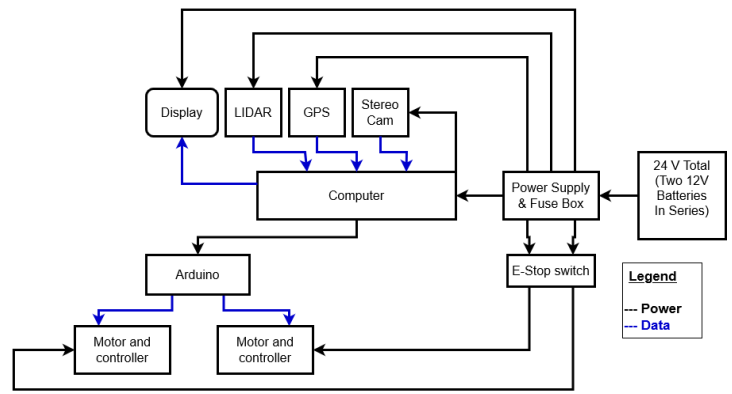 Display
LIDAR
GPS
Stereo
Cam
Computer
Power Supply
& Fuse Box
24 V Total
(Two 12V
Batteries
In Series)
Arduino
E-Stop switch
Legend
--- Power
--- Data
Motor and
controller
Motor and
controller